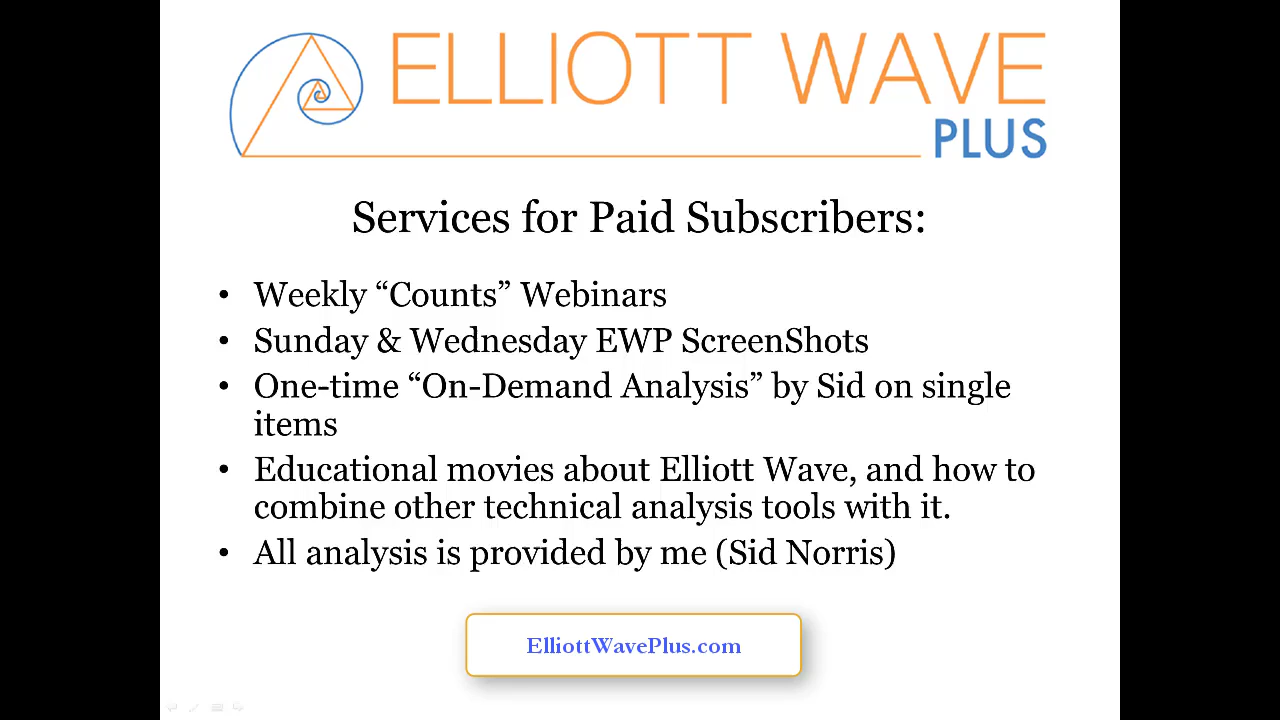 ELLIOTT WAVE
PLUS
Services for Paid Subscribers:
• Weekly “Counts” Webinars
• Sunday & Wednesday EWP ScreenShots
• One-time “On-Demand Analysis” by Sid on single
items
• Educational movies about Elliott Wave, and how to
combine other technical analysis tools with it.
• All analysis is provided by me (Sid Norris)
ElliottWavePlus.com